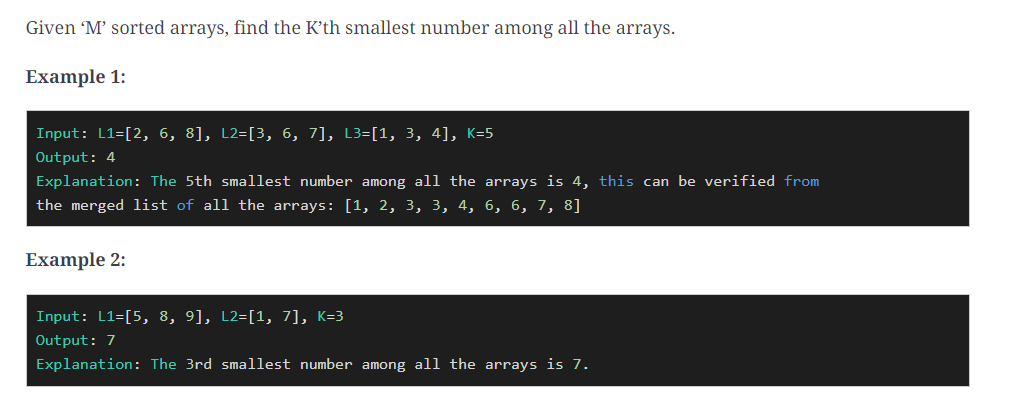 Given ‘M’ sorted arrays, find the K’th smallest number among all the arrays.
Example 1:
Input: L1=[2, 6, 8], L2=[3, 6, 7], L3=[1, 3, 4], K=5
Output: 4
Explanation: The 5th smallest number among all the arrays is 4, this can be verified from
the merged list of all the arrays: [1, 2, 3, 3, 4, 6, 6, 7, 8]
Example 2:
Input: L1=[5, 8, 9], L2=[1, 7], K=3
Output: 7
Explanation: The 3rd smallest number among all the arrays is 7.